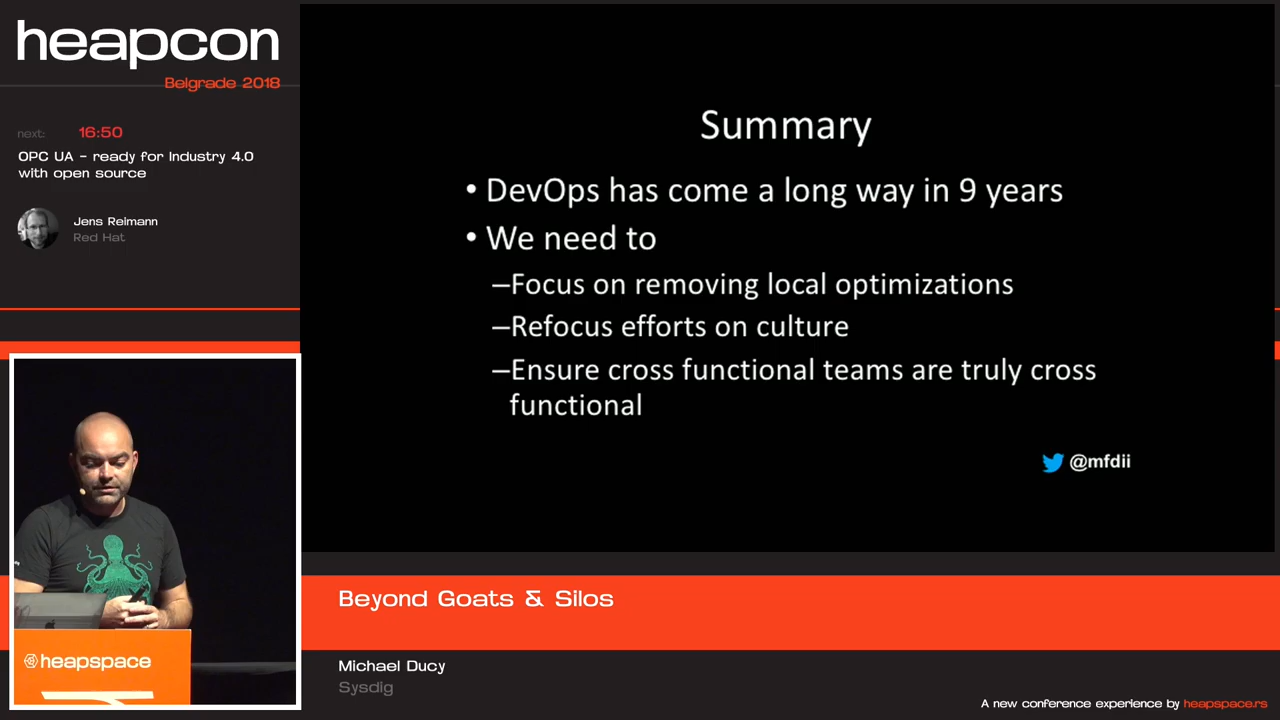 heapcon
Belgrade 2018
next: 16:50
OPC UA - ready for Industry 4.0
with open source
Jens Reimann
Red Hat
Summary
• DevOps has come a long way in 9 years
• We need to
–Focus on removing local optimizations
–Refocus efforts on culture
–Ensure cross functional teams are truly cross
functional
@mfdii
heapspace
Beyond Goats & Silos
Michael Ducy
Sysdig
A new conference experience by heapspace.rs